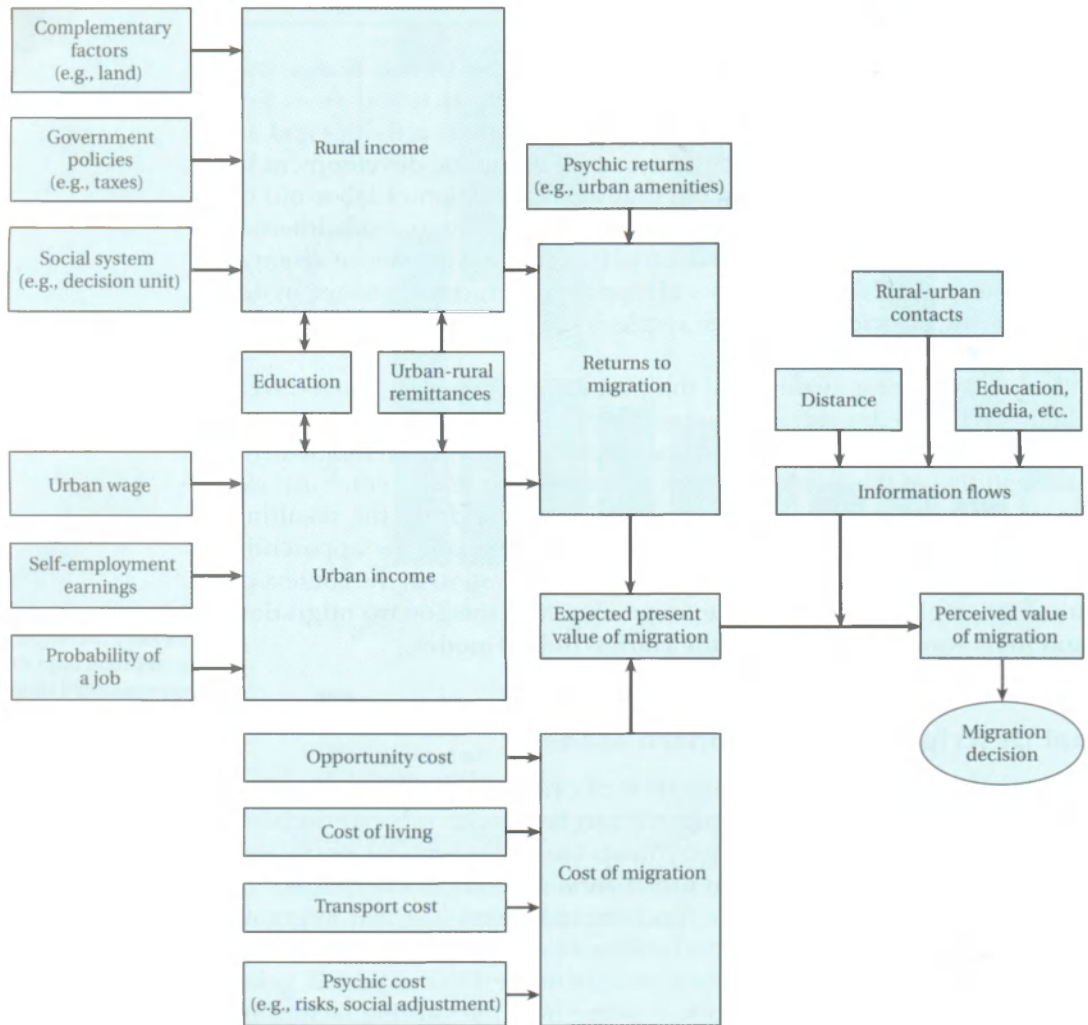 Complementary
factors
(e.g., land)
Government
policies
(e.g., taxes)
Social system
(e.g., decision unit)
Rural income
Psychic returns
(e.g., urban amenities)
Rural-urban
contacts
Education
Urban-rural
remittances
Returns to
migration
Distance
Education,
media, etc.
Urban wage
Information flows
Self-employment
earnings
Urban income
Expected present
value of migration
Perceived value
of migration
Probability of
a job
Migration
decision
Opportunity cost
Cost of living
Cost of migration
Transport cost
Psychic cost
(e.g., risks, social adjustment)